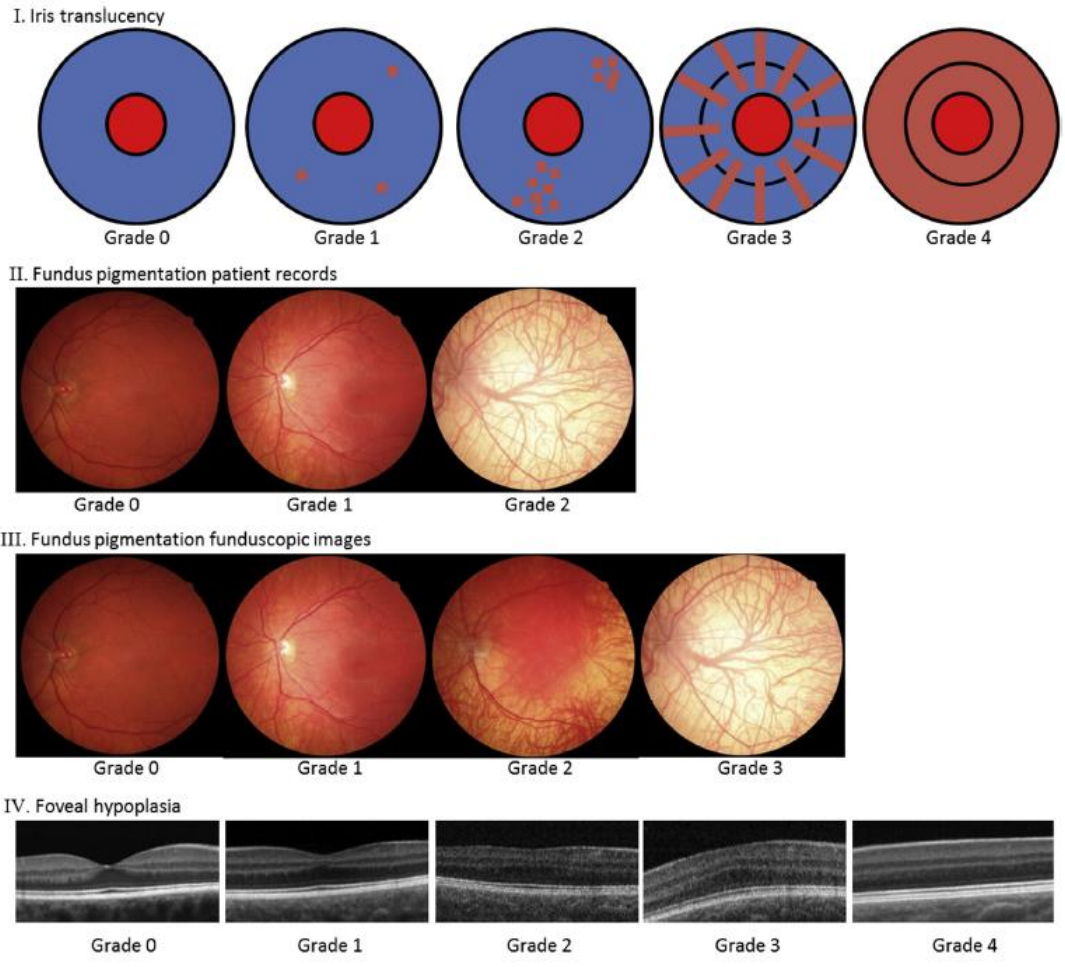 I. Iris translucency
Grade 0 Grade 1 Grade 2 Grade 3 Grade 4
II. Fundus pigmentation patient records
Grade 0 Grade 1 Grade 2
III. Fundus pigmentation funduscopic images
Grade 0 Grade 1 Grade 2 Grade 3
IV. Foveal hypoplasia
Grade 0 Grade 1 Grade 2 Grade 3 Grade 4